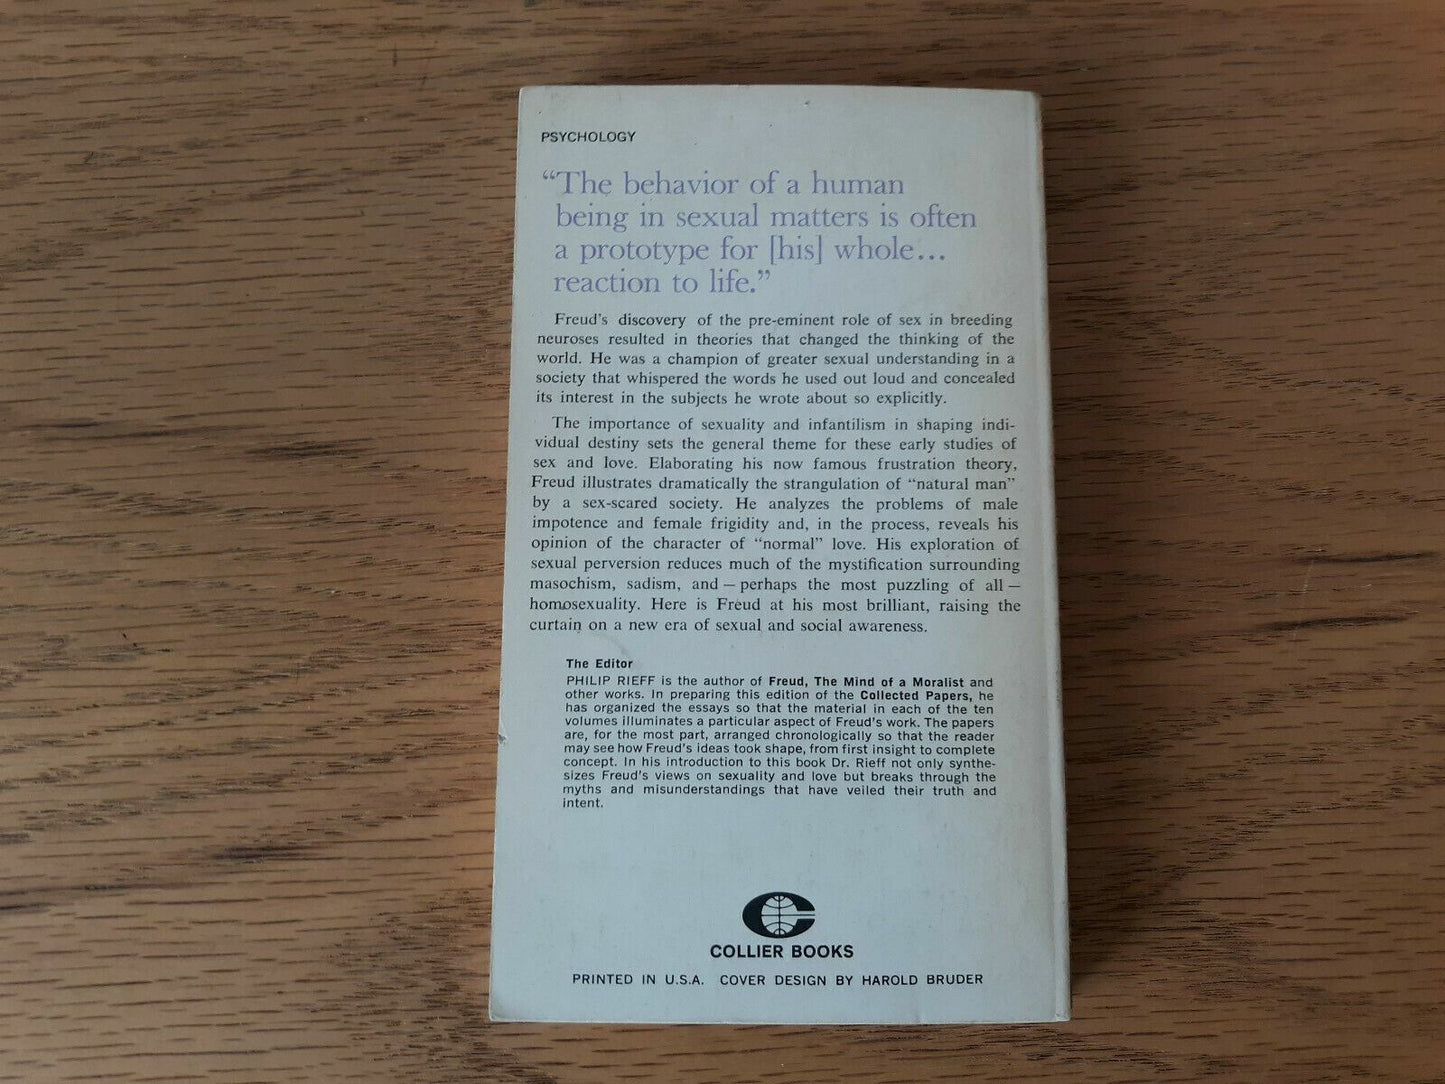 PSYCHOLOGY
“The behavior of a human
being in sexual matters is often
a prototype for [his] whole...
reaction to life.”
Freud's discovery of the pre-eminent role of sex in breeding
neuroses resulted in theories that changed the thinking of the
world. He was a champion of greater sexual understanding in a
society that whispered the words he used out loud and concealed
its interest in the subjects he wrote about so explicitly.
The importance of sexuality and infantilism in shaping indi-
vidual destiny sets the general theme for these early studies of
sex and love. Elaborating his now famous frustration theory,
Freud illustrates dramatically the strangulation of “natural man”
by a sex-scared society. He analyzes the problems of male
impotence and female frigidity and, in the process, reveals his
opinion of the character of “normal” love. His exploration of
sexual perversion reduces much of the mystification surrounding
masochism, sadism, and — perhaps the most puzzling of all —
homosexuality. Here is Freud at his most brilliant, raising the
curtain on a new era of sexual and social awareness.
The Editor
PHILIP RIEFF is the author of Freud, The Mind of a Moralist and
other works. In preparing this edition of the Collected Papers, he
has organized the essays so that the material in each of the ten
volumes illuminates a particular aspect of Freud's work. The papers
are, for the most part, arranged chronologically so that the reader
may see how Freud's ideas took shape, from first insight to complete
concept. In his introduction to this book Dr. Rieff not only synthe-
sizes Freud's views on sexuality and love but breaks through the
myths and misunderstandings that have veiled their truth and
intent.
COLLIER BOOKS
PRINTED IN U.S.A. COVER DESIGN BY HAROLD BRUDER